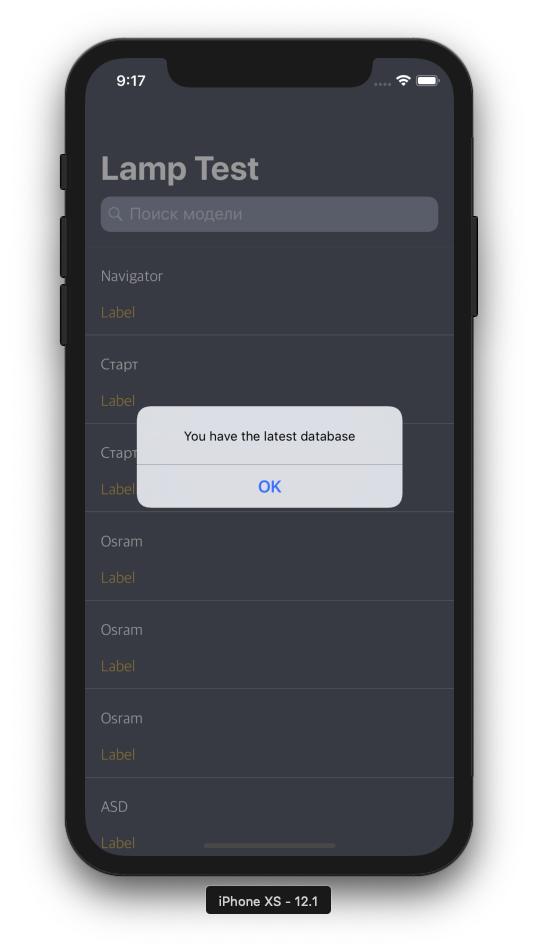 9:17
Lamp Test
Поиск модели
Navigator
Label
Старт
Label
Старт
Label
You have the latest database
OK
Osram
Label
Osram
Label
Osram
Label
ASD
Label
iPhone XS - 12.1